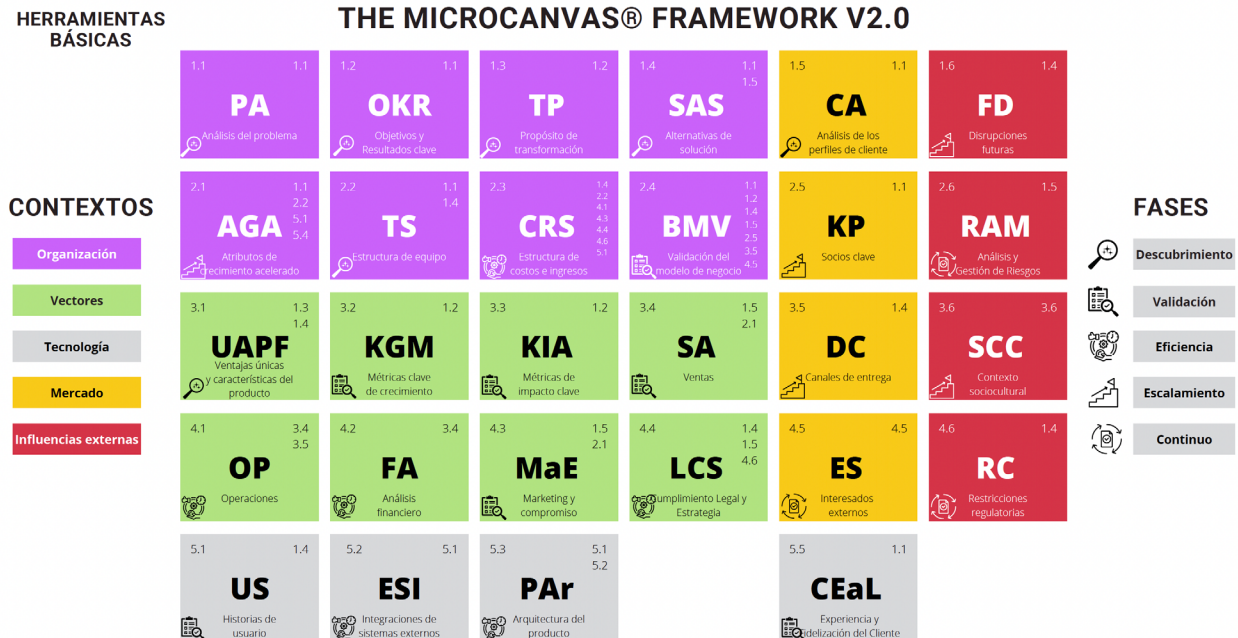 HERRAMIENTAS
BÁSICAS
THE MICROCANVAS® FRAMEWORK V2.0
1.1 1.1
PA
Análisis del problema
1.2 1.1
OKR
Objetivos y
Resultados clave
1.3 1.2
TP
Propósito de
transformación
1.4 1.1
1.5
SAS
Alternativas de
solución
1.5 1.1
CA
Análisis de los
perfiles de cliente
1.6 1.4
FD
Disrupciones
futuras
2.1 1.1
2.2
5.1
5.4
AGA
Atributos de
crecimiento acelerado
2.2 1.1
1.4
TS
Estructura de equipo
2.3 1.4
2.2
4.1
4.3
4.4
4.6
5.1
CRS
Estructura de
costos e ingresos
2.4 1.1
1.2
1.4
1.5
2.5
3.5
4.5
BMV
Validación del
modelo de negocio
2.5 1.1
KP
Socios clave
2.6 1.5
RAM
Análisis y
Gestión de Riesgos
3.1 1.3
1.4
UAPF
Ventajas únicas
y características del
producto
3.2 1.2
KGM
Métricas clave
de crecimiento
3.3 1.2
KIA
Métricas de
impacto clave
3.4 1.5
2.1
SA
Ventas
3.5 1.4
DC
Canales de entrega
3.6 3.6
SCC
Contexto
sociocultural
4.1 3.4
3.5
OP
Operaciones
4.2 3.4
FA
Análisis
financiero
4.3 1.5
2.1
MaE
Marketing y
compromiso
4.4 1.4
1.5
4.6
LCS
Cumplimiento Legal y
Estrategia
4.5 4.5
ES
Interesados
externos
4.6 1.4
RC
Restricciones
regulatorias
5.1 1.4
US
Historias de
usuario
5.2 5.1
ESI
Integraciones de
sistemas externos
5.3 5.1
5.2
PAr
Arquitectura del
producto
5.5 1.1
CEaL
Experiencia y
Fidelización del Cliente
CONTEXTOS
Organización
Vectores
Tecnología
Mercado
Influencias externas
FASES
Descubrimiento
Validación
Eficiencia
Escalamiento
Continuo